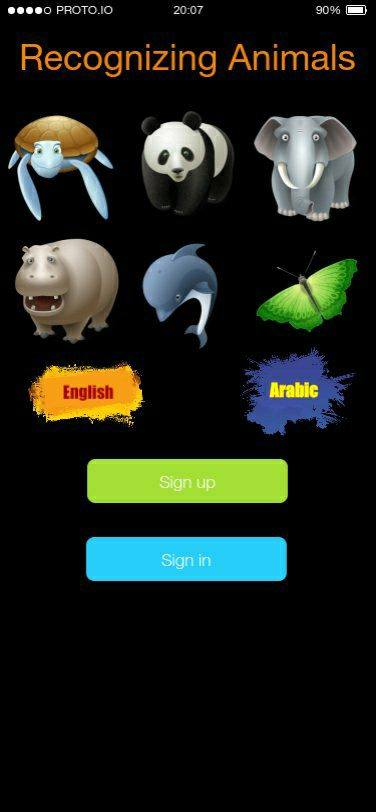 PROTO.IO 20:07 90%
Recognizing Animals
English Arabic
Sign up
Sign in